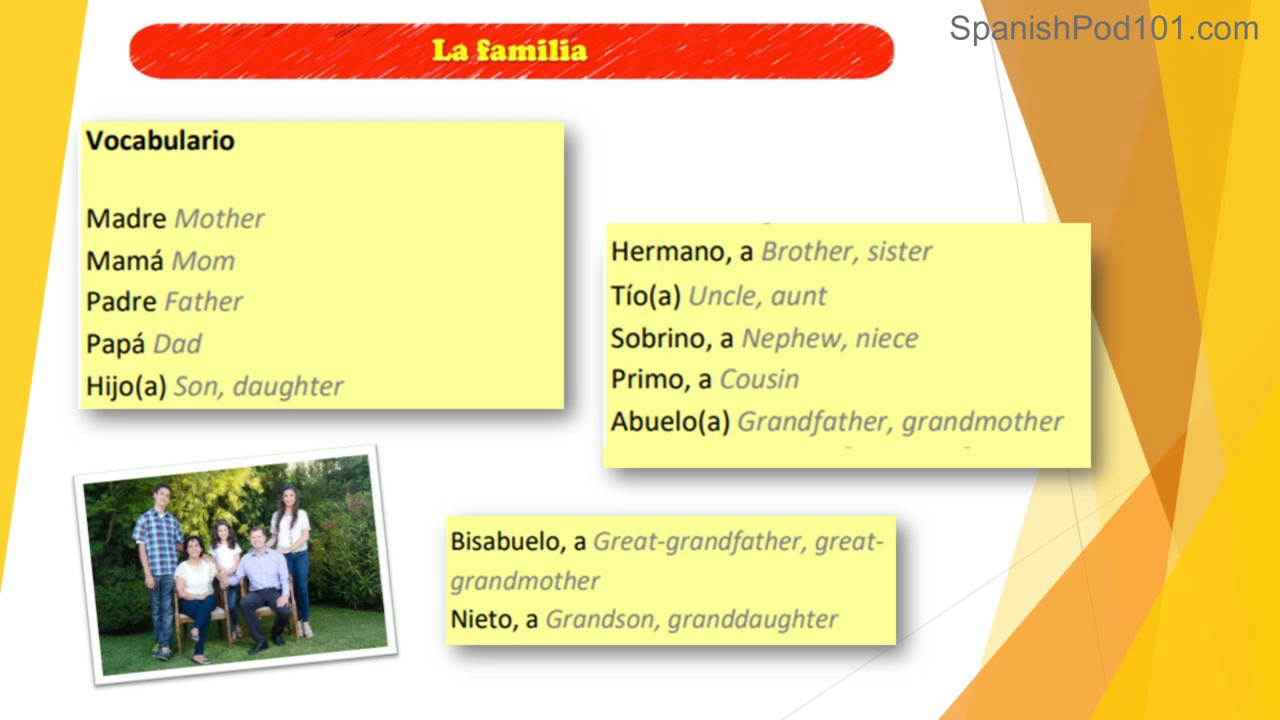 SpanishPod101.com
La familia
Vocabulario
Madre Mother
Mamá Mom
Padre Father
Papá Dad
Hijo(a) Son, daughter
Hermano, a Brother, sister
Tío(a) Uncle, aunt
Sobrino, a Nephew, niece
Primo, a Cousin
Abuelo(a) Grandfather, grandmother
Bisabuelo, a Great-grandfather, great-
grandmother
Nieto, a Grandson, granddaughter